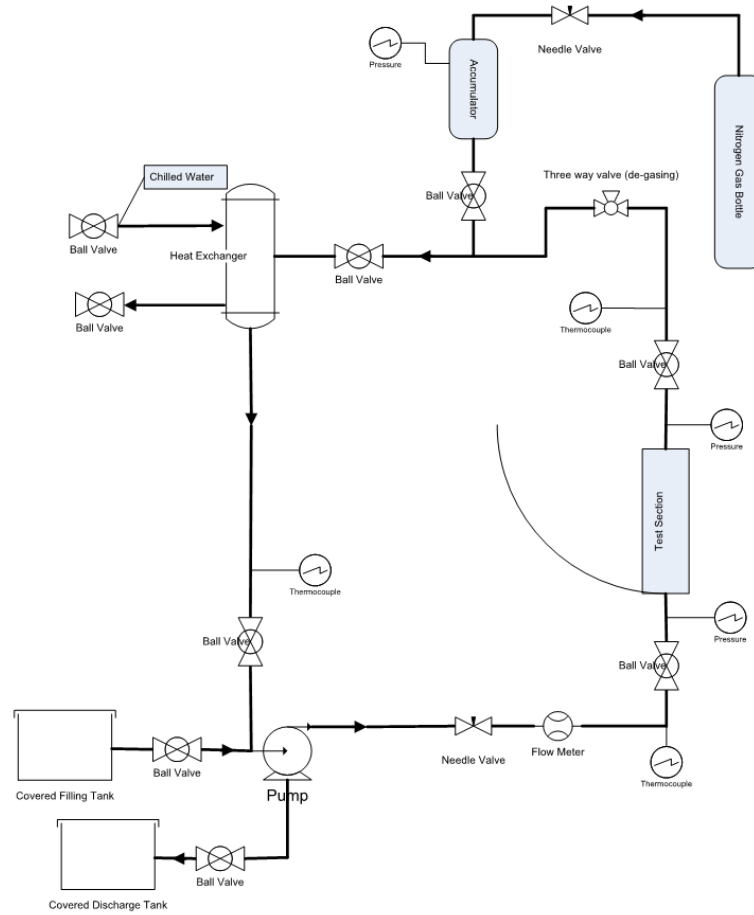 Pressure
Accumulator
Needle Valve
Nitrogen Gas Bottle
Chilled Water
Ball Valve
Three way valve (de-gasing)
Ball Valve
Heat Exchanger
Ball Valve
Ball Valve
Thermocouple
Ball Valve
Pressure
Test Section
Thermocouple
Pressure
Ball Valve
Ball Valve
Needle Valve
Flow Meter
Ball Valve
Covered Filling Tank
Pump
Thermocouple
Ball Valve
Covered Discharge Tank